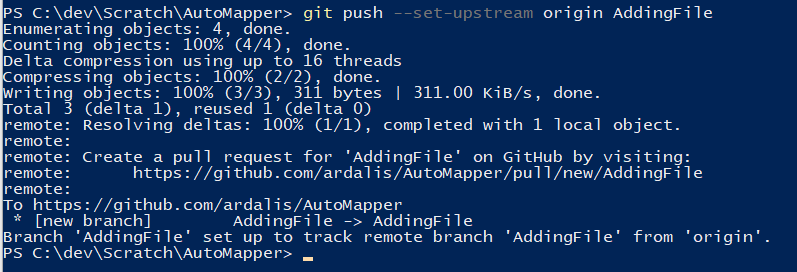 PS C:\dev\Scratch\AutoMapper> git push --set-upstream origin AddingFile
Enumerating objects: 4, done.
Counting objects: 100% (4/4), done.
Delta compression using up to 16 threads
Compressing objects: 100% (2/2), done.
Writing objects: 100% (3/3), 311 bytes | 311.00 KiB/s, done.
Total 3 (delta 1), reused 1 (delta 0)
remote: Resolving deltas: 100% (1/1), completed with 1 local object.
remote:
remote: Create a pull request for 'AddingFile' on GitHub by visiting:
remote:      https://github.com/ardalis/AutoMapper/pull/new/AddingFile
remote:
To https://github.com/ardalis/AutoMapper
 * [new branch]        AddingFile -> AddingFile
Branch 'AddingFile' set up to track remote branch 'AddingFile' from 'origin'.
PS C:\dev\Scratch\AutoMapper>